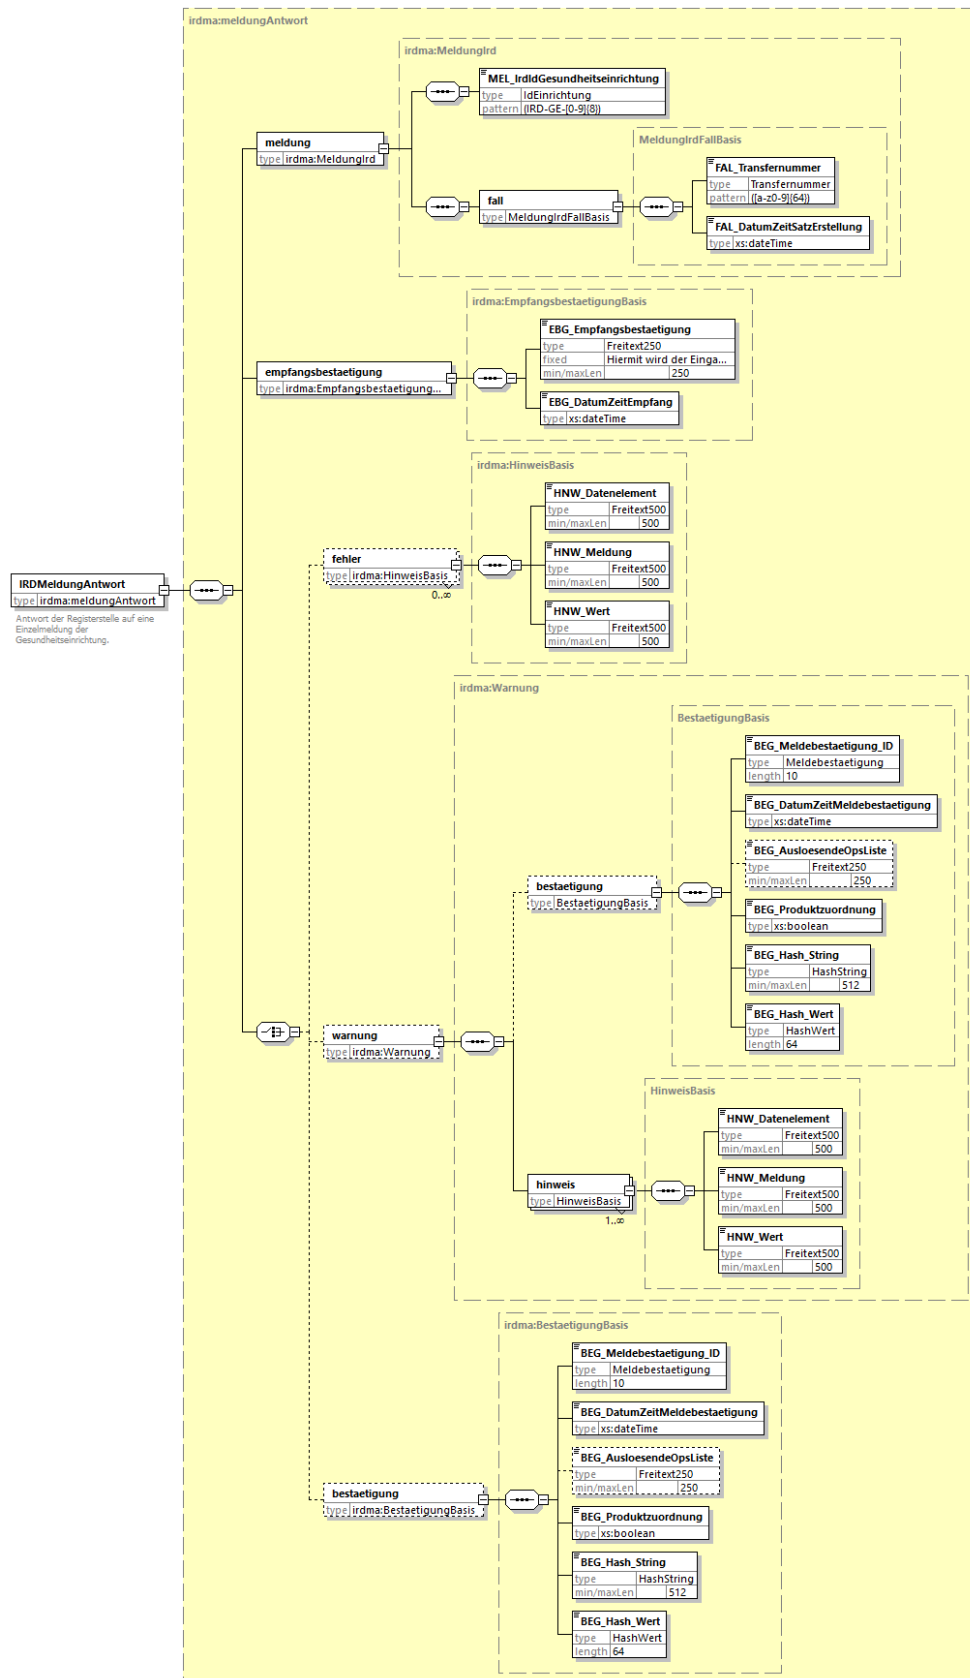 irdma:meldungAntwort
irdma:MeldungIrd
MEL_IrdIdGesundheitseinrichtung
type IdEinrichtung
pattern (IRD-GE-[0-9]{8})
meldung
type irdma:MeldungIrd
MeldungIrdFallBasis
FAL_Transfernummer
type Transfernummer
pattern ([a-z0-9]{64})
fall
type MeldungIrdFallBasis
FAL_DatumZeitSatzErstellung
type xs:dateTime
irdma:EmpfangsbestaetigungBasis
EBG_Empfangsbestaetigung
type Freitext250
fixed Hiermit wird der Einga...
min/maxLen 250
empfangsbestaetigung
type irdma:Empfangsbestaetigung...
EBG_DatumZeitEmpfang
type xs:dateTime
irdma:HinweisBasis
HNW_Datenelement
type Freitext500
min/maxLen 500
fehler
type irdma:HinweisBasis
0..∞
HNW_Meldung
type Freitext500
min/maxLen 500
HNW_Wert
type Freitext500
min/maxLen 500
IRDMeldungAntwort
type irdma:meldungAntwort
Antwort der Registerstelle auf eine
Einzelmeldung der
Gesundheitseinrichtung.
irdma:Warnung
BestaetigungBasis
BEG_Meldebestaetigung_ID
type Meldebestaetigung
length 10
BEG_DatumZeitMeldebestaetigung
type xs:dateTime
BEG_AusloesendeOpsListe
type Freitext250
min/maxLen 250
bestaetigung
type BestaetigungBasis
BEG_Produktzuordnung
type xs:boolean
BEG_Hash_String
type HashString
min/maxLen 512
BEG_Hash_Wert
type HashWert
length 64
warnung
type irdma:Warnung
HinweisBasis
HNW_Datenelement
type Freitext500
min/maxLen 500
hinweis
type HinweisBasis
1..∞
HNW_Meldung
type Freitext500
min/maxLen 500
HNW_Wert
type Freitext500
min/maxLen 500
irdma:BestaetigungBasis
BEG_Meldebestaetigung_ID
type Meldebestaetigung
length 10
BEG_DatumZeitMeldebestaetigung
type xs:dateTime
BEG_AusloesendeOpsListe
type Freitext250
min/maxLen 250
bestaetigung
type irdma:BestaetigungBasis
BEG_Produktzuordnung
type xs:boolean
BEG_Hash_String
type HashString
min/maxLen 512
BEG_Hash_Wert
type HashWert
length 64